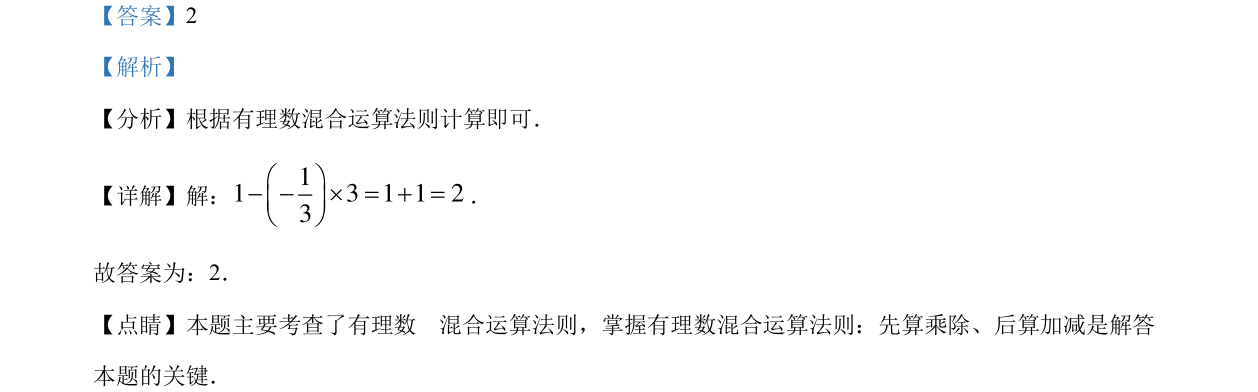 【答案】2
【解析】
【分析】根据有理数混合运算法则计算即可．
【详解】解：$1-\left(-\frac{1}{3}\right)\times 3=1+1=2$．
故答案为：2．
【点睛】本题主要考查了有理数　混合运算法则，掌握有理数混合运算法则：先算乘除、后算加减是解答
本题的关键．